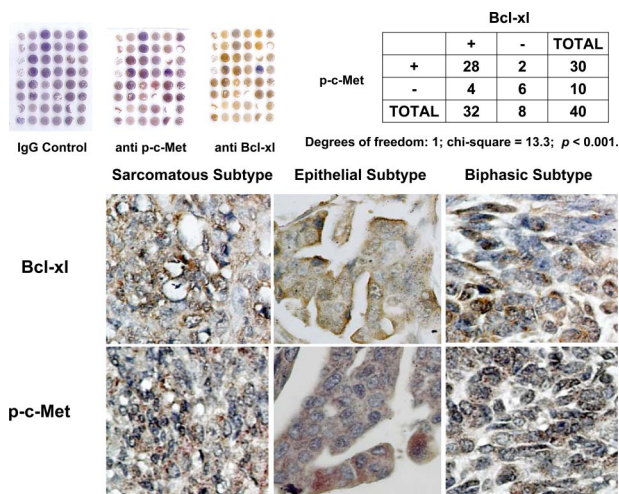 Bcl-xl
+ - TOTAL
p-c-Met
+ 28 2 30
- 4 6 10
TOTAL 32 8 40
IgG Control anti p-c-Met anti Bcl-xl
Degrees of freedom: 1; chi-square = 13.3; p < 0.001.
Sarcomatous Subtype Epithelial Subtype Biphasic Subtype
Bcl-xl
p-c-Met